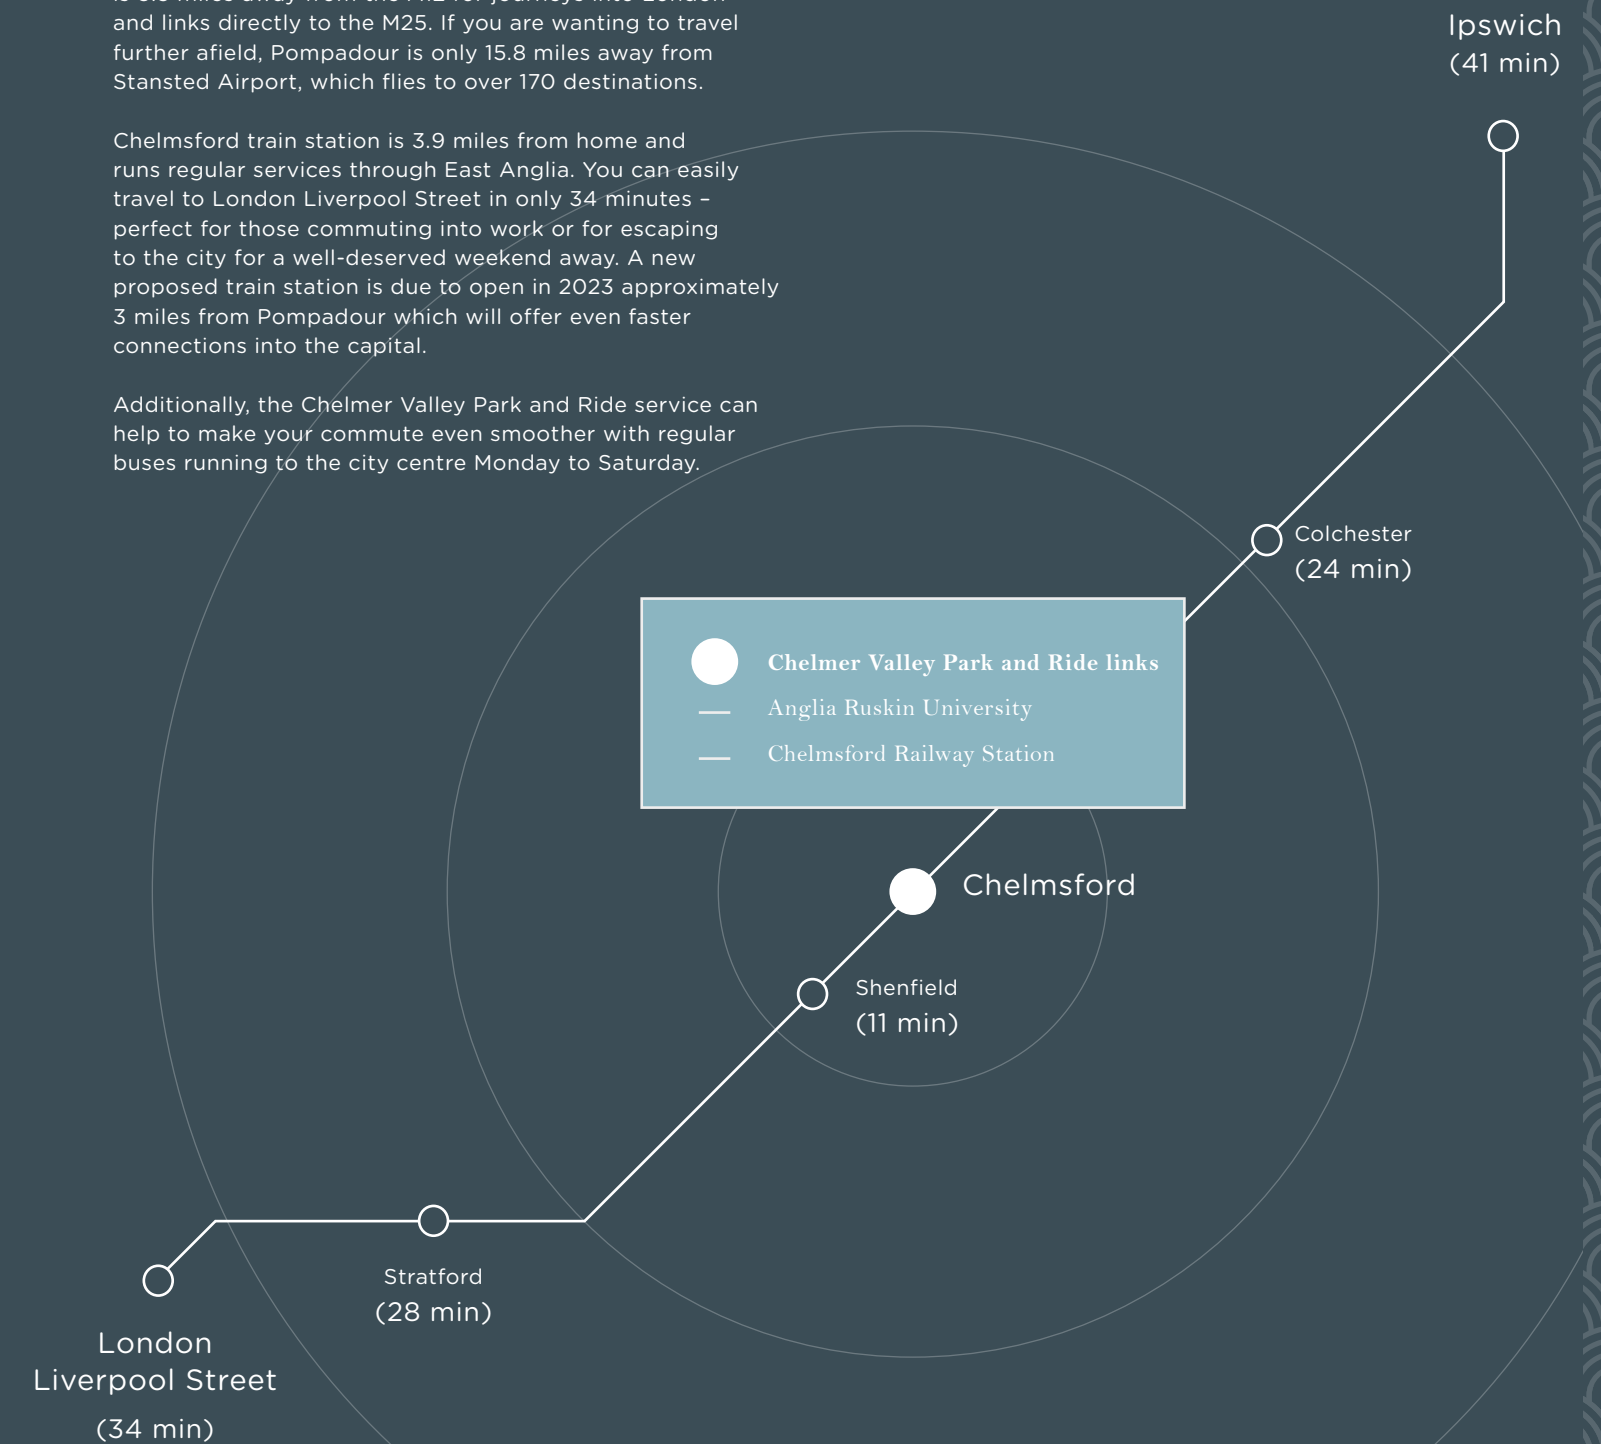 and links directly to the M25. If you are wanting to travel
further afield, Pompadour is only 15.8 miles away from
Stansted Airport, which flies to over 170 destinations.
Chelmsford train station is 3.9 miles from home and
runs regular services through East Anglia. You can easily
travel to London Liverpool Street in only 34 minutes –
perfect for those commuting into work or for escaping
to the city for a well-deserved weekend away. A new
proposed train station is due to open in 2023 approximately
3 miles from Pompadour which will offer even faster
connections into the capital.
Additionally, the Chelmer Valley Park and Ride service can
help to make your commute even smoother with regular
buses running to the city centre Monday to Saturday.
Ipswich
(41 min)
Colchester
(24 min)
Chelmer Valley Park and Ride links
— Anglia Ruskin University
— Chelmsford Railway Station
Chelmsford
Shenfield
(11 min)
Stratford
(28 min)
London
Liverpool Street
(34 min)